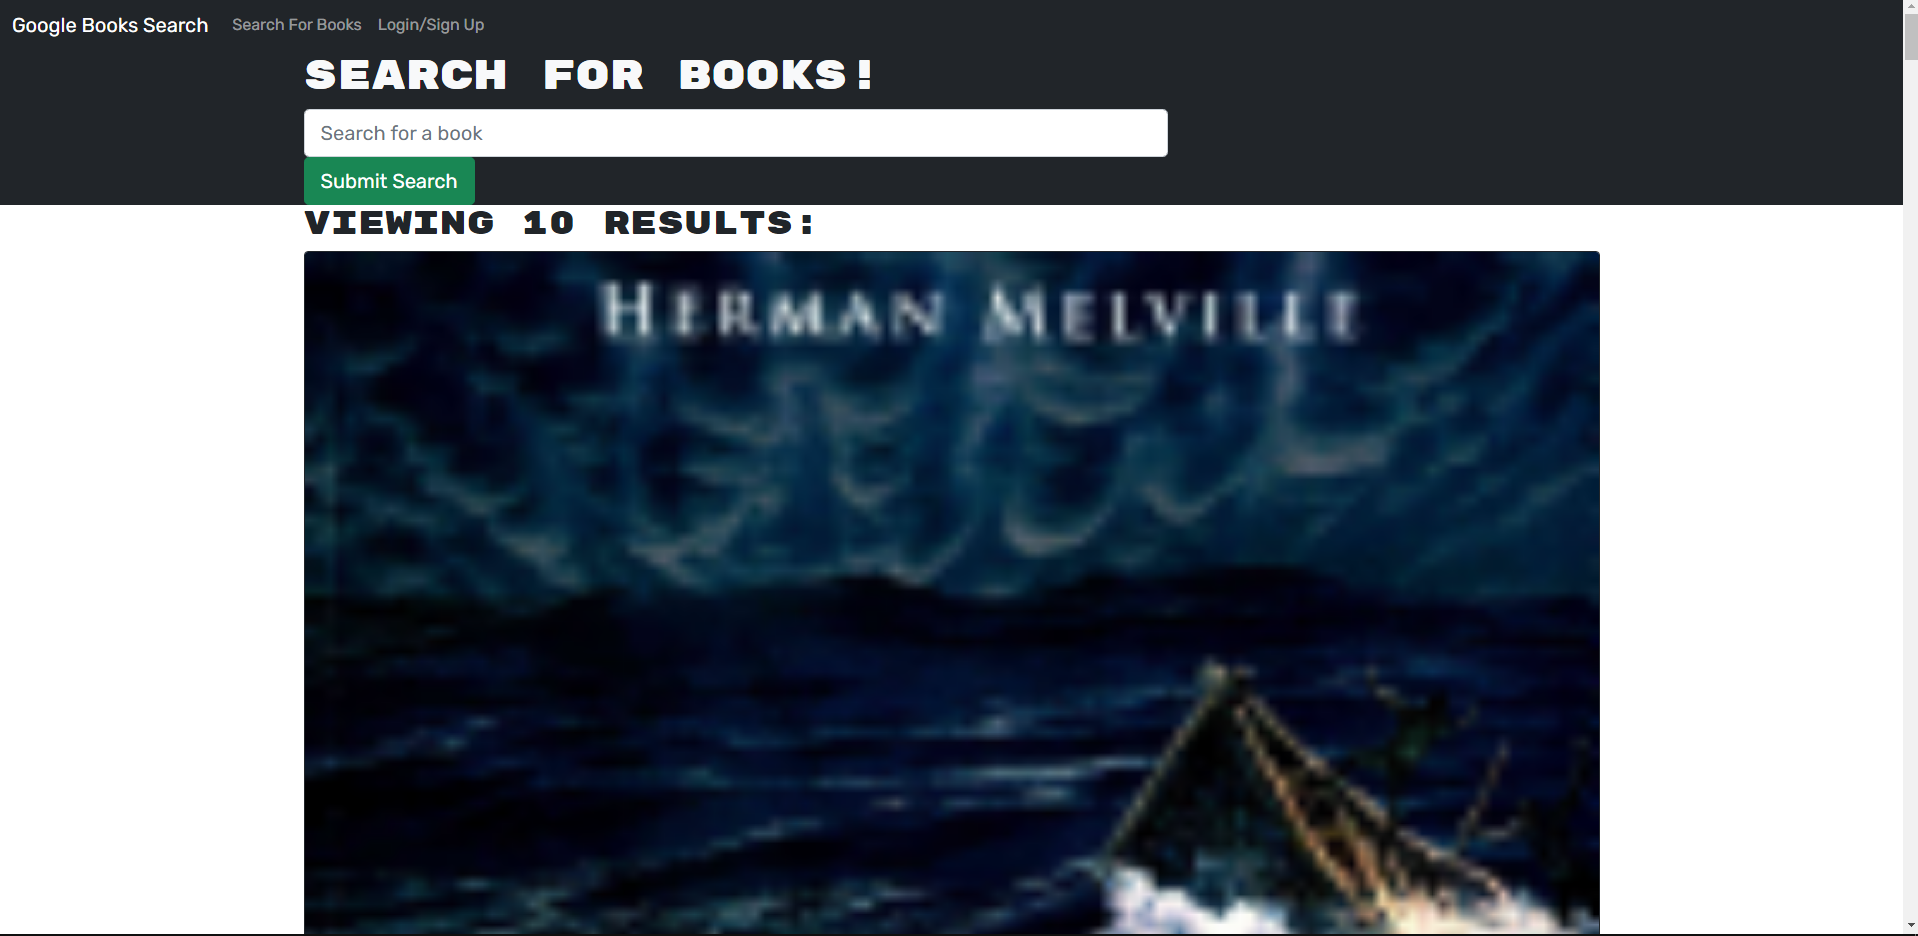 Google Books Search Search For Books Login/Sign Up
SEARCH FOR BOOKS!
Search for a book
Submit Search
VIEWING 10 RESULTS:
HERMAN MELVILLE